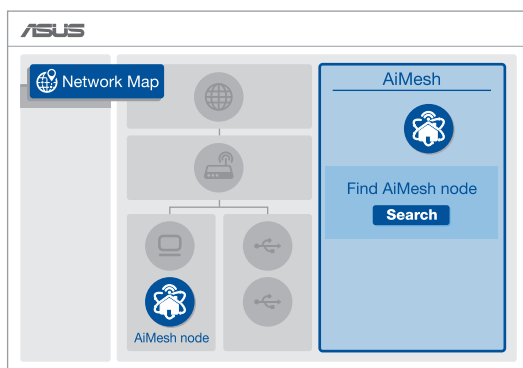 ASUS
Network Map
AiMesh
Find AiMesh node
Search
AiMesh node